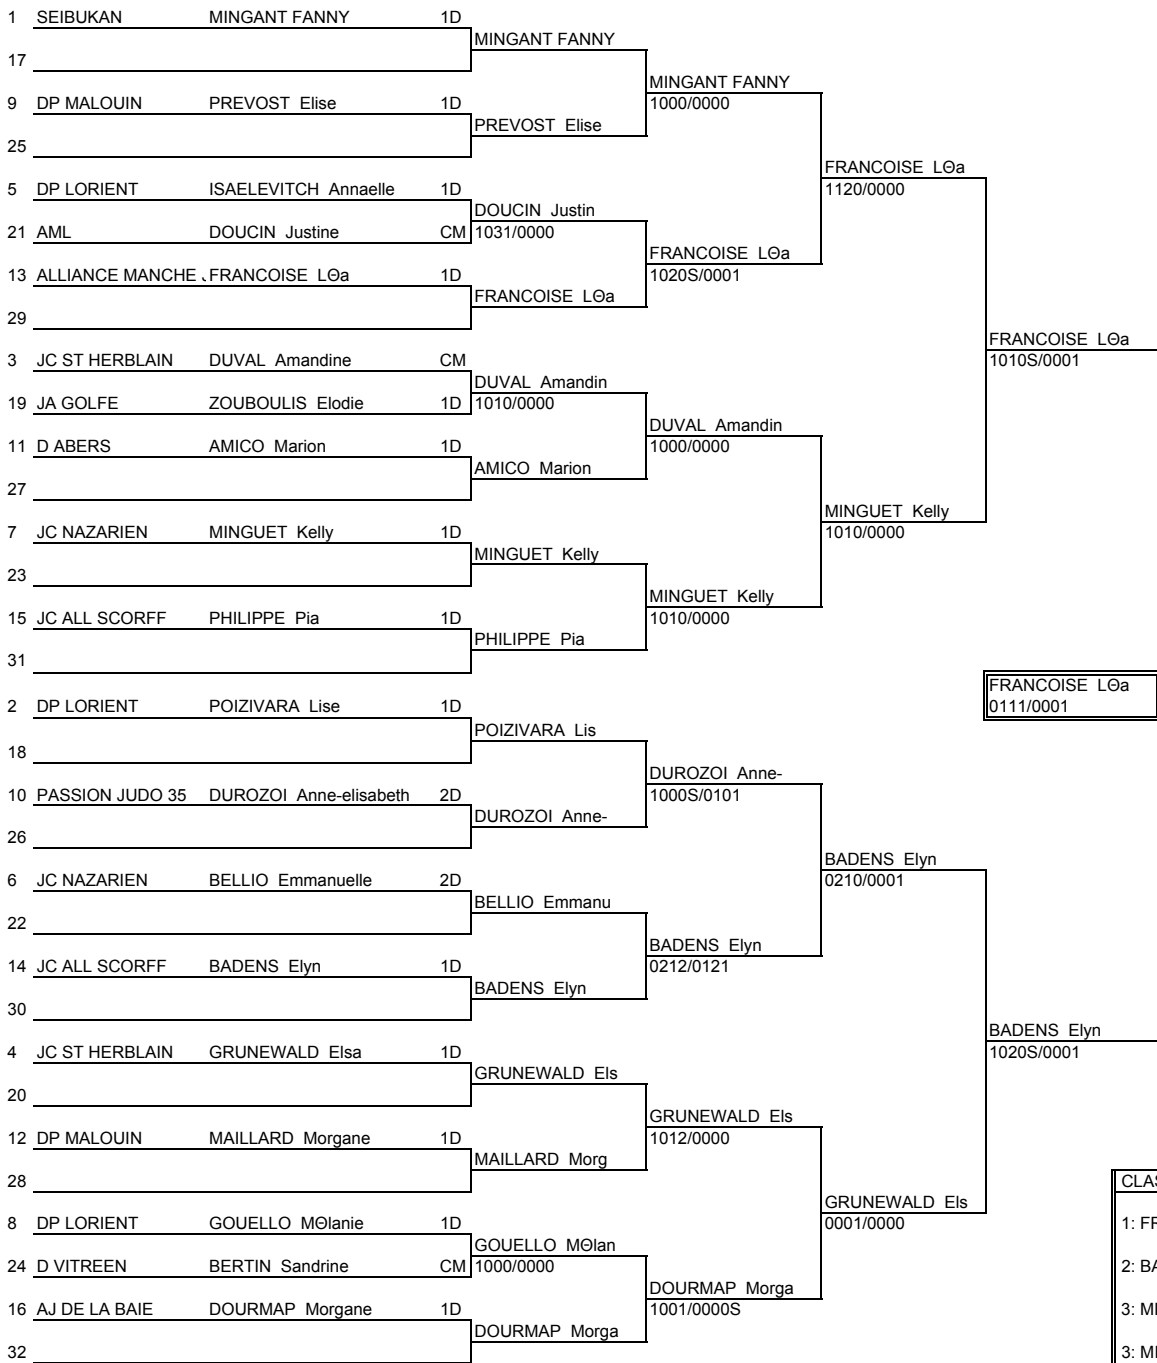 1 SEIBUKAN MINGANT FANNY 1D
MINGANT FANNY
17
MINGANT FANNY
9 DP MALOUIN PREVOST Elise 1D 1000/0000
PREVOST Elise
25
FRANCOISE LΘa
5 DP LORIENT ISAELEVITCH Annaelle 1D 1120/0000
DOUCIN Justin
21 AML DOUCIN Justine CM 1031/0000
FRANCOISE LΘa
13 ALLIANCE MANCHE FRANCOISE LΘa 1D 1020S/0001
FRANCOISE LΘa
29
FRANCOISE LΘa
3 JC ST HERBLAIN DUVAL Amandine CM 1010S/0001
DUVAL Amandin
19 JA GOLFE ZOUBOULIS Elodie 1D 1010/0000
DUVAL Amandin
11 D ABERS AMICO Marion 1D 1000/0000
AMICO Marion
27
MINGUET Kelly
7 JC NAZARIEN MINGUET Kelly 1D 1010/0000
MINGUET Kelly
23
MINGUET Kelly
15 JC ALL SCORFF PHILIPPE Pia 1D 1010/0000
PHILIPPE Pia
31
FRANCOISE LΘa
2 DP LORIENT POIZIVARA Lise 1D 0111/0001
POIZIVARA Lis
18
DUROZOI Anne-
10 PASSION JUDO 35 DUROZOI Anne-elisabeth 2D 1000S/0101
DUROZOI Anne-
26
BADENS Elyn
6 JC NAZARIEN BELLIO Emmanuelle 2D 0210/0001
BELLIO Emmanu
22
BADENS Elyn
14 JC ALL SCORFF BADENS Elyn 1D 0212/0121
BADENS Elyn
30
BADENS Elyn
4 JC ST HERBLAIN GRUNEWALD Elsa 1D 1020S/0001
GRUNEWALD Els
20
GRUNEWALD Els
12 DP MALOUIN MAILLARD Morgane 1D 1012/0000
MAILLARD Morg
28
CLAS
GRUNEWALD Els
8 DP LORIENT GOUELLO MΘlanie 1D 0001/0000 1: FR
GOUELLO MΘlan
24 D VITREEN BERTIN Sandrine CM 1000/0000 2: BA
DOURMAP Morga
16 AJ DE LA BAIE DOURMAP Morgane 1D 1001/0000S 3: MI
DOURMAP Morga
32 3: MI